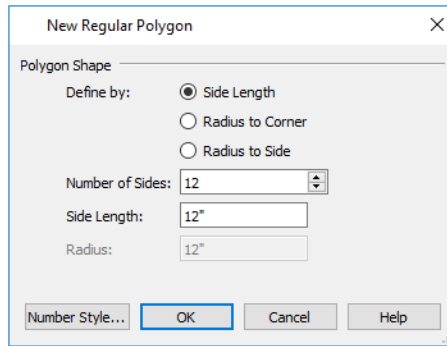 New Regular Polygon
Polygon Shape
Define by: Side Length
Radius to Corner
Radius to Side
Number of Sides: 12
Side Length: 12"
Radius: 12"
Number Style... OK Cancel Help